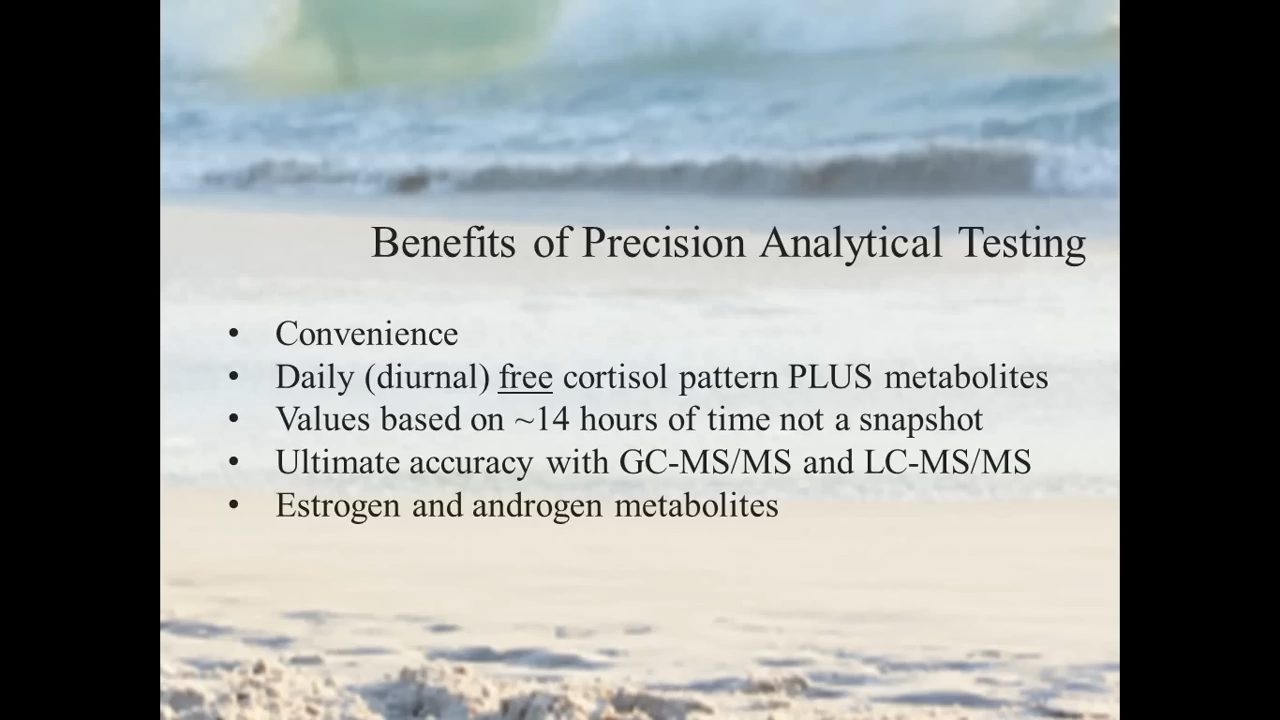 Benefits of Precision Analytical Testing
• Convenience
• Daily (diurnal) free cortisol pattern PLUS metabolites
• Values based on ~14 hours of time not a snapshot
• Ultimate accuracy with GC-MS/MS and LC-MS/MS
• Estrogen and androgen metabolites